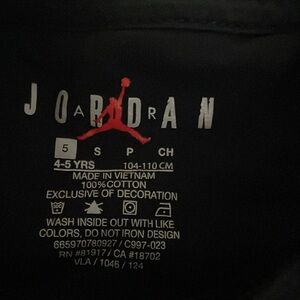 JORDAN
AIR
5 S P CH
4-5 YRS 104-110 CM
MADE IN VIETNAM
100% COTTON
EXCLUSIVE OF DECORATION
WASH INSIDE OUT WITH LIKE
COLORS, DO NOT IRON DESIGN
665970780927 / C997-023
RN #81917 / CA #18702
VLA / 1046 / 124